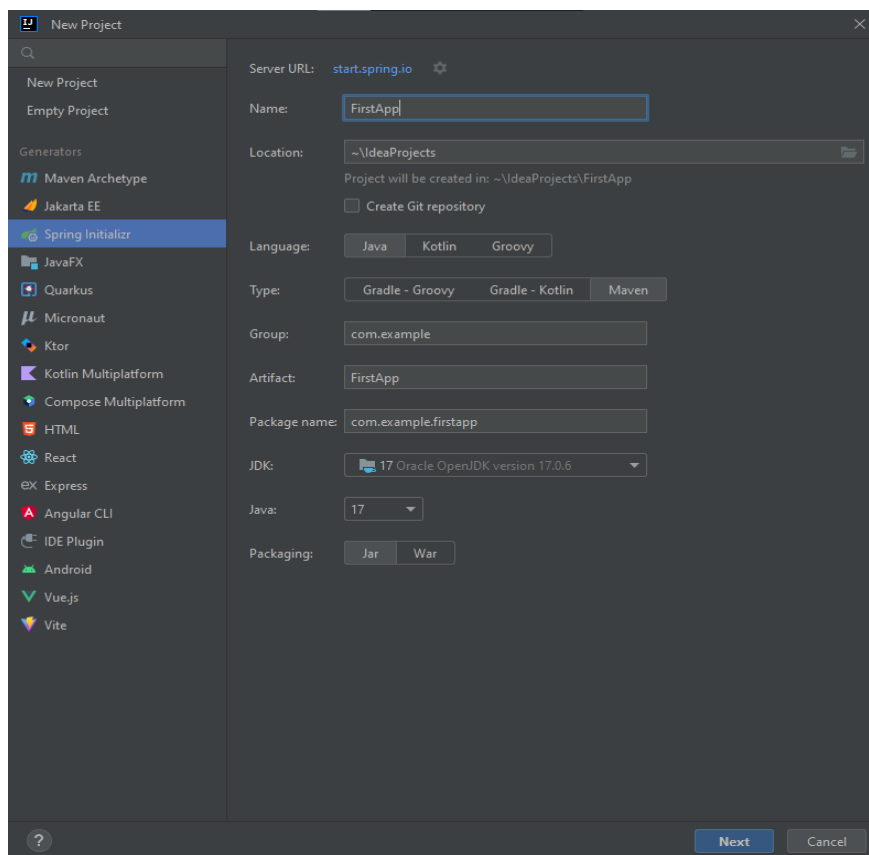 New Project
New Project
Empty Project
Generators
Maven Archetype
Jakarta EE
Spring Initializr
JavaFX
Quarkus
Micronaut
Ktor
Kotlin Multiplatform
Compose Multiplatform
HTML
React
Express
Angular CLI
IDE Plugin
Android
Vue.js
Vite
Server URL: start.spring.io
Name: FirstApp
Location: ~\IdeaProjects
Project will be created in: ~\IdeaProjects\FirstApp
Create Git repository
Language: Java Kotlin Groovy
Type: Gradle - Groovy Gradle - Kotlin Maven
Group: com.example
Artifact: FirstApp
Package name: com.example.firstapp
JDK: 17 Oracle OpenJDK version 17.0.6
Java: 17
Packaging: Jar War
? Next Cancel